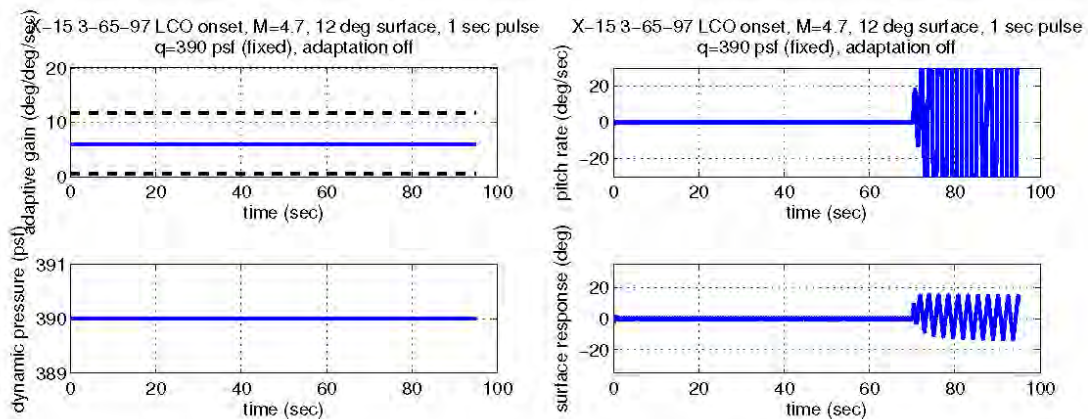 X-15 3-65-97 LCO onset, M=4.7, 12 deg surface, 1 sec pulse
q=390 psf (fixed), adaptation off
adaptive gain (deg/deg/sec)
20
10
0
0 20 40 60 80 100
time (sec)
X-15 3-65-97 LCO onset, M=4.7, 12 deg surface, 1 sec pulse
q=390 psf (fixed), adaptation off
pitch rate (deg/sec)
20
0
-20
0 20 40 60 80 100
time (sec)
dynamic pressure (psf)
391
390
389
0 20 40 60 80 100
time (sec)
surface response (deg)
20
0
-20
0 20 40 60 80 100
time (sec)